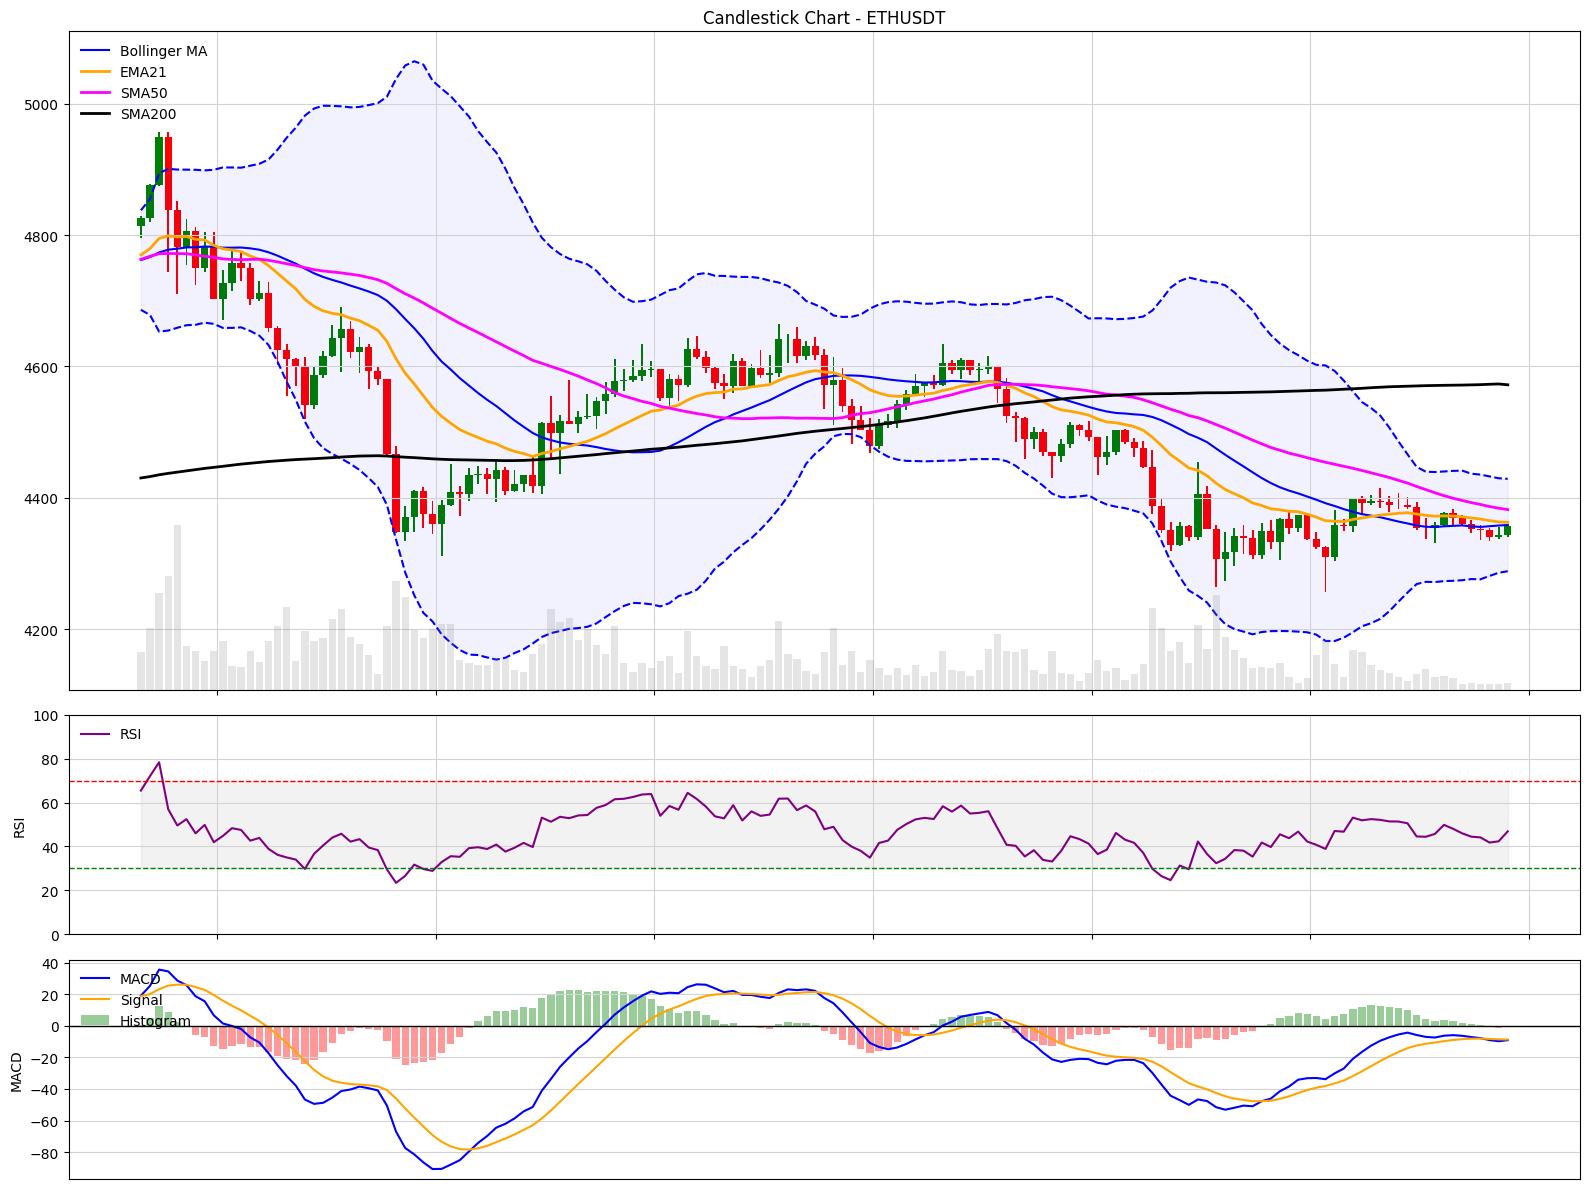 Candlestick Chart - ETHUSDT
Bollinger MA
EMA21
SMA50
SMA200
5000
4800
4600
4400
4200
RSI
100
80
60
40
20
0
RSI
MACD
Signal
Histogram
40
20
0
−20
−40
−60
−80
MACD